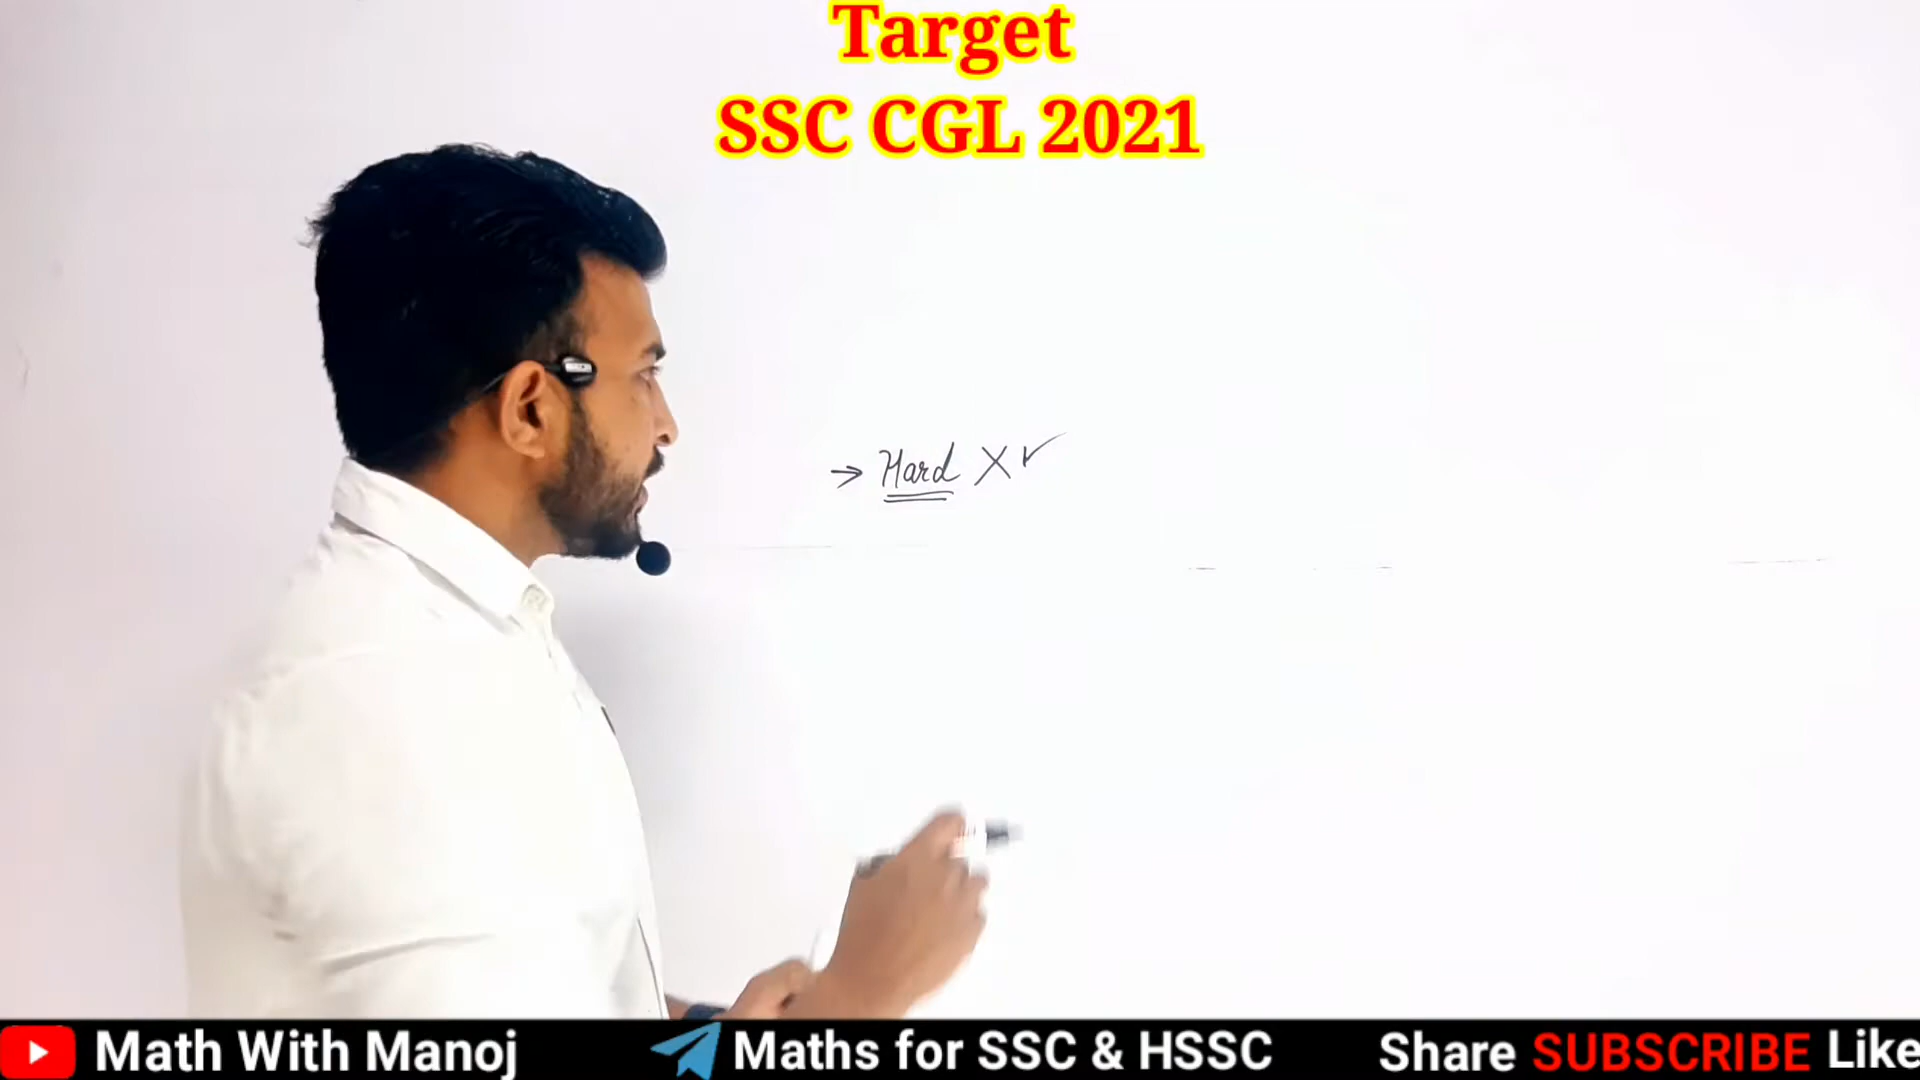 Target
SSC CGL 2021
→ Hard X ✓
Math With Manoj Maths for SSC & HSSC Share SUBSCRIBE Like